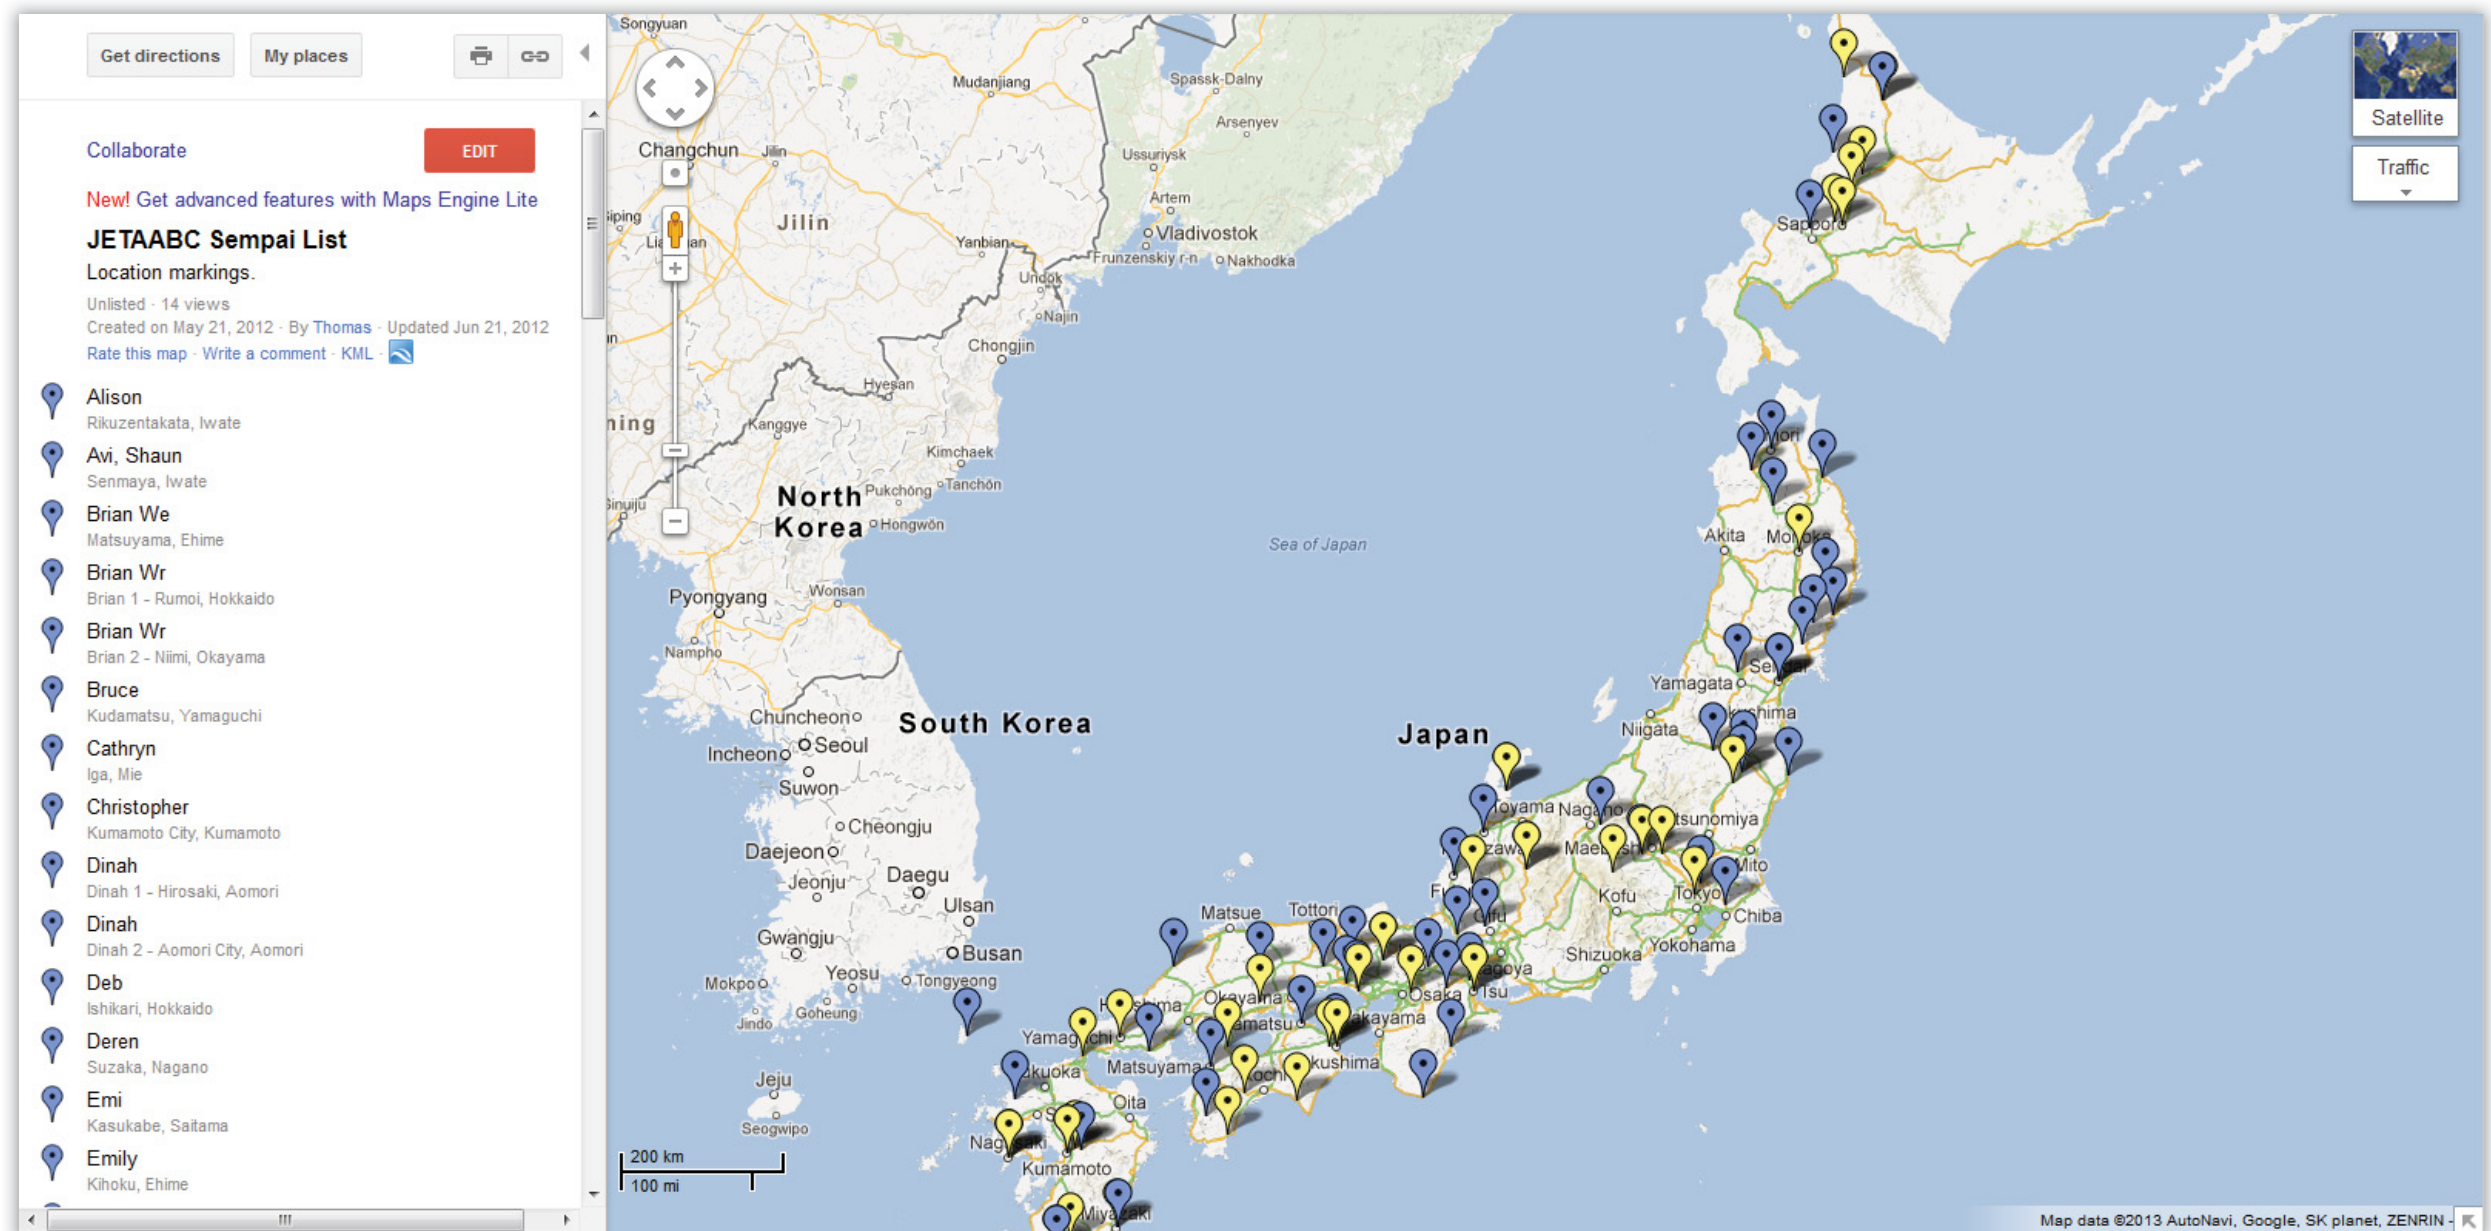 Get directions
My places
Collaborate
EDIT
New! Get advanced features with Maps Engine Lite
JETAABC Sempai List
Location markings.
Unlisted · 14 views
Created on May 21, 2012 · By Thomas · Updated Jun 21, 2012
Rate this map · Write a comment · KML ·
Alison
Rikuzentakata, Iwate
Avi, Shaun
Senmaya, Iwate
Brian We
Matsuyama, Ehime
Brian Wr
Brian 1 - Rumoi, Hokkaido
Brian Wr
Brian 2 - Niimi, Okayama
Bruce
Kudamatsu, Yamaguchi
Cathryn
Iga, Mie
Christopher
Kumamoto City, Kumamoto
Dinah
Dinah 1 - Hirosaki, Aomori
Dinah
Dinah 2 - Aomori City, Aomori
Deb
Ishikari, Hokkaido
Deren
Suzaka, Nagano
Emi
Kasukabe, Saitama
Emily
Kihoku, Ehime
Songyuan
Mudanjiang
Spassk-Dalny
Arsenyev
Changchun
Jilin
Ussuriysk
Artem
Jilin
Vladivostok
Yanbian
Frunzenskiy r-n
Nakhodka
Undok
Najin
Chongjin
Hyesan
Kanggye
Kimchaek
Pukchŏng
Tanchŏn
North
Korea
Hongwŏn
Sea of Japan
Pyongyang
Wonsan
Nampho
Chuncheon
South Korea
Incheon
Seoul
Suwon
Cheongju
Daejeon
Daegu
Jeonju
Ulsan
Gwangju
Busan
Yeosu
Mokpo
Tongyeong
Jindo
Goheung
Jeju
Seogwipo
Satellite
Traffic
Sapporo
Akita
Yamagata
Niigata
Japan
Toyama
Nagano
Mito
Kofu
Tokyo
Chiba
Matsue
Tottori
Gifu
Shizuoka
Yokohama
Okayama
Osaka
Tsu
Matsuyama
Oita
Kumamoto
200 km
100 mi
Map data ©2013 AutoNavi, Google, SK planet, ZENRIN -